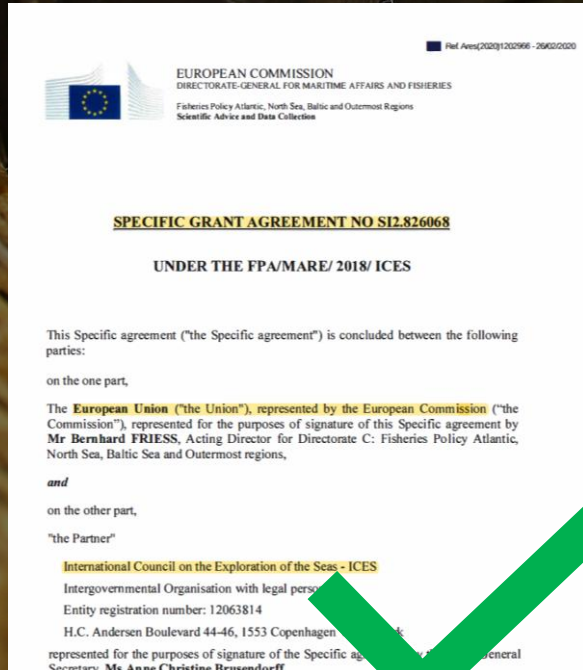 Ref. Ares(2020)1202966 - 26/02/2020
EUROPEAN COMMISSION
DIRECTORATE-GENERAL FOR MARITIME AFFAIRS AND FISHERIES
Fisheries Policy Atlantic, North Sea, Baltic and Outermost Regions
Scientific Advice and Data Collection
SPECIFIC GRANT AGREEMENT NO SI2.826068
UNDER THE FPA/MARE/ 2018/ ICES
This Specific agreement ("the Specific agreement") is concluded between the following
parties:
on the one part,
The European Union ("the Union"), represented by the European Commission ("the
Commission"), represented for the purposes of signature of this Specific agreement by
Mr Bernhard FRIESS, Acting Director for Directorate C: Fisheries Policy Atlantic,
North Sea, Baltic Sea and Outermost regions,
and
on the other part,
"the Partner"
International Council on the Exploration of the Seas - ICES
Intergovernmental Organisation with legal
Entity registration number: 12063814
H.C. Andersen Boulevard 44-46, 1553 Copenhagen
represented for the purposes of signature of the Specific
Secretary, Ms Anne Christine Brusendorff